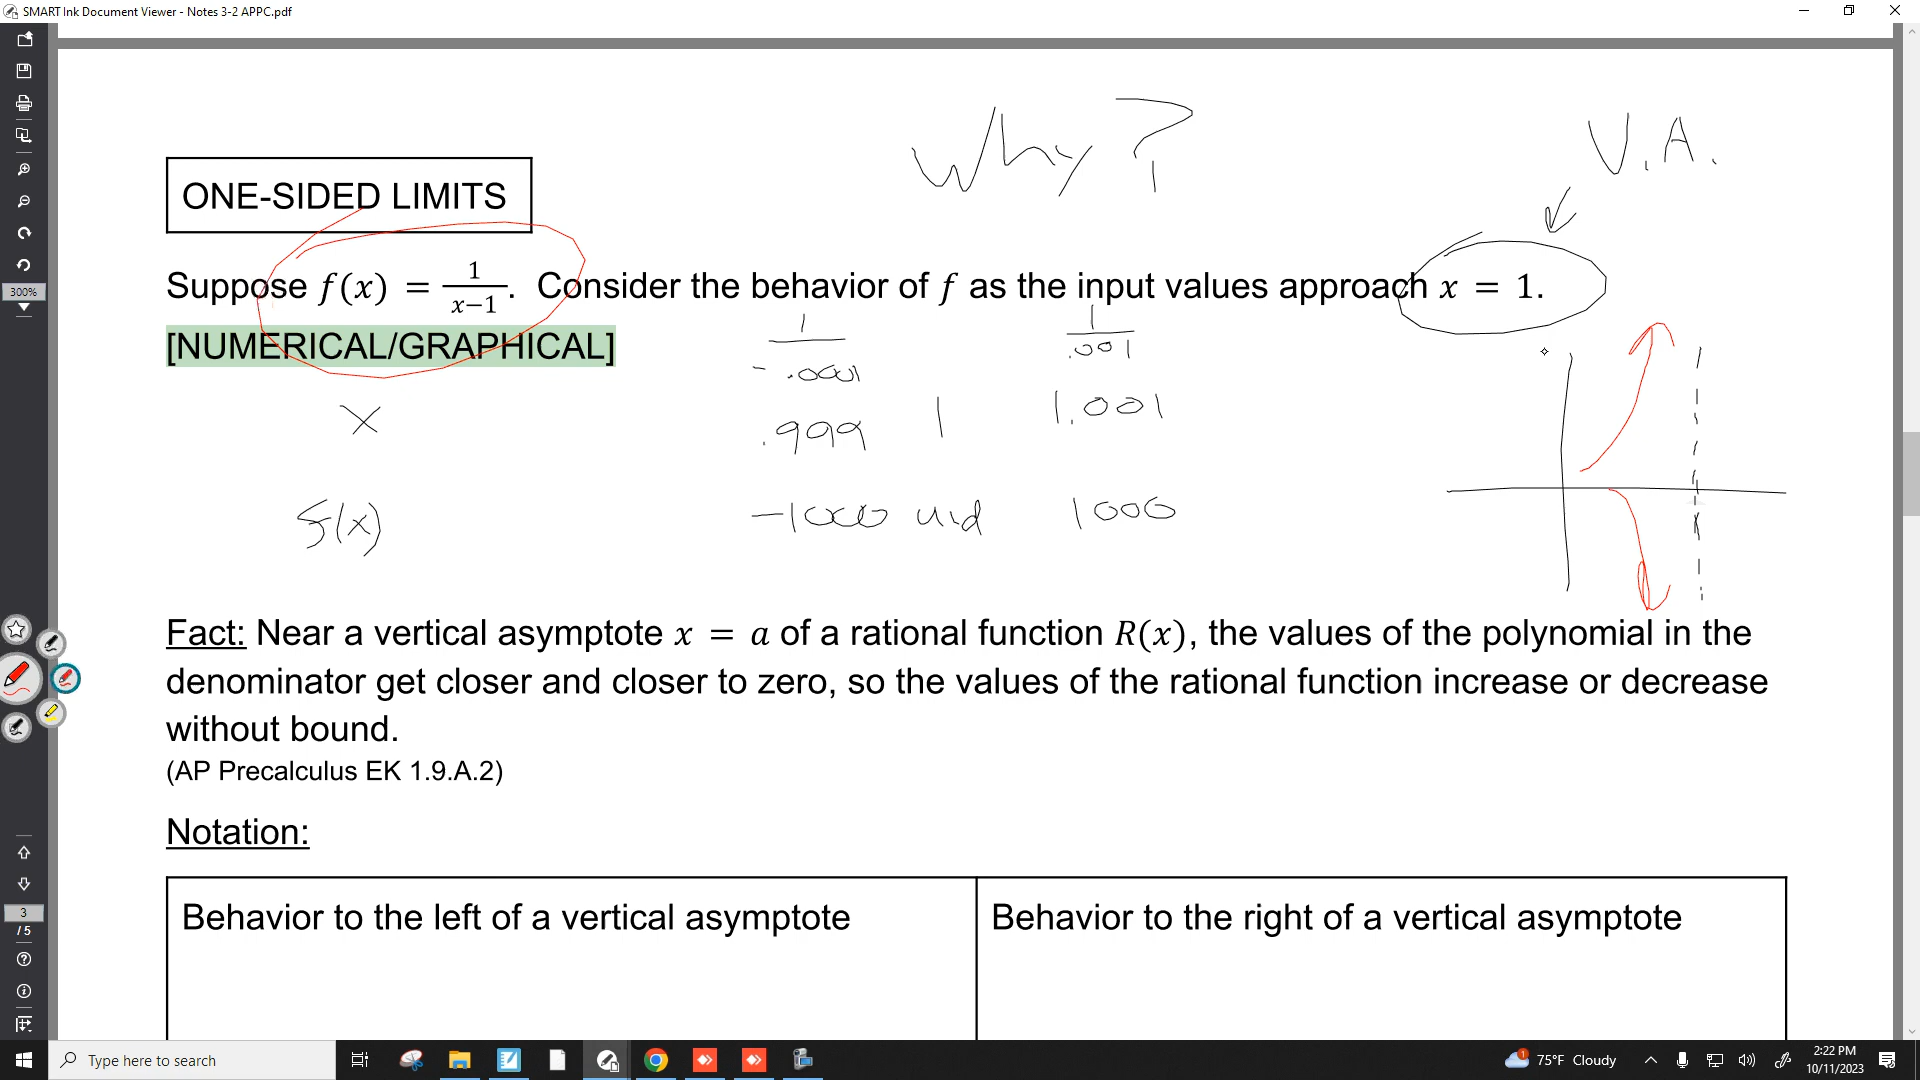 SMART Ink Document Viewer - Notes 3-2 APPC.pdf
Why?
V.A.
ONE-SIDED LIMITS
Suppose f(x) = 1/(x−1). Consider the behavior of f as the input values approach x = 1.
[NUMERICAL/GRAPHICAL]
1/-.0001 1/.001
x .999 1 1.001
f(x) -1000 und 1000
Fact: Near a vertical asymptote x = a of a rational function R(x), the values of the polynomial in the
denominator get closer and closer to zero, so the values of the rational function increase or decrease
without bound.
(AP Precalculus EK 1.9.A.2)
Notation:
Behavior to the left of a vertical asymptote
Behavior to the right of a vertical asymptote
300%
3
/ 5
Type here to search
1
75°F Cloudy
2:22 PM
10/11/2023